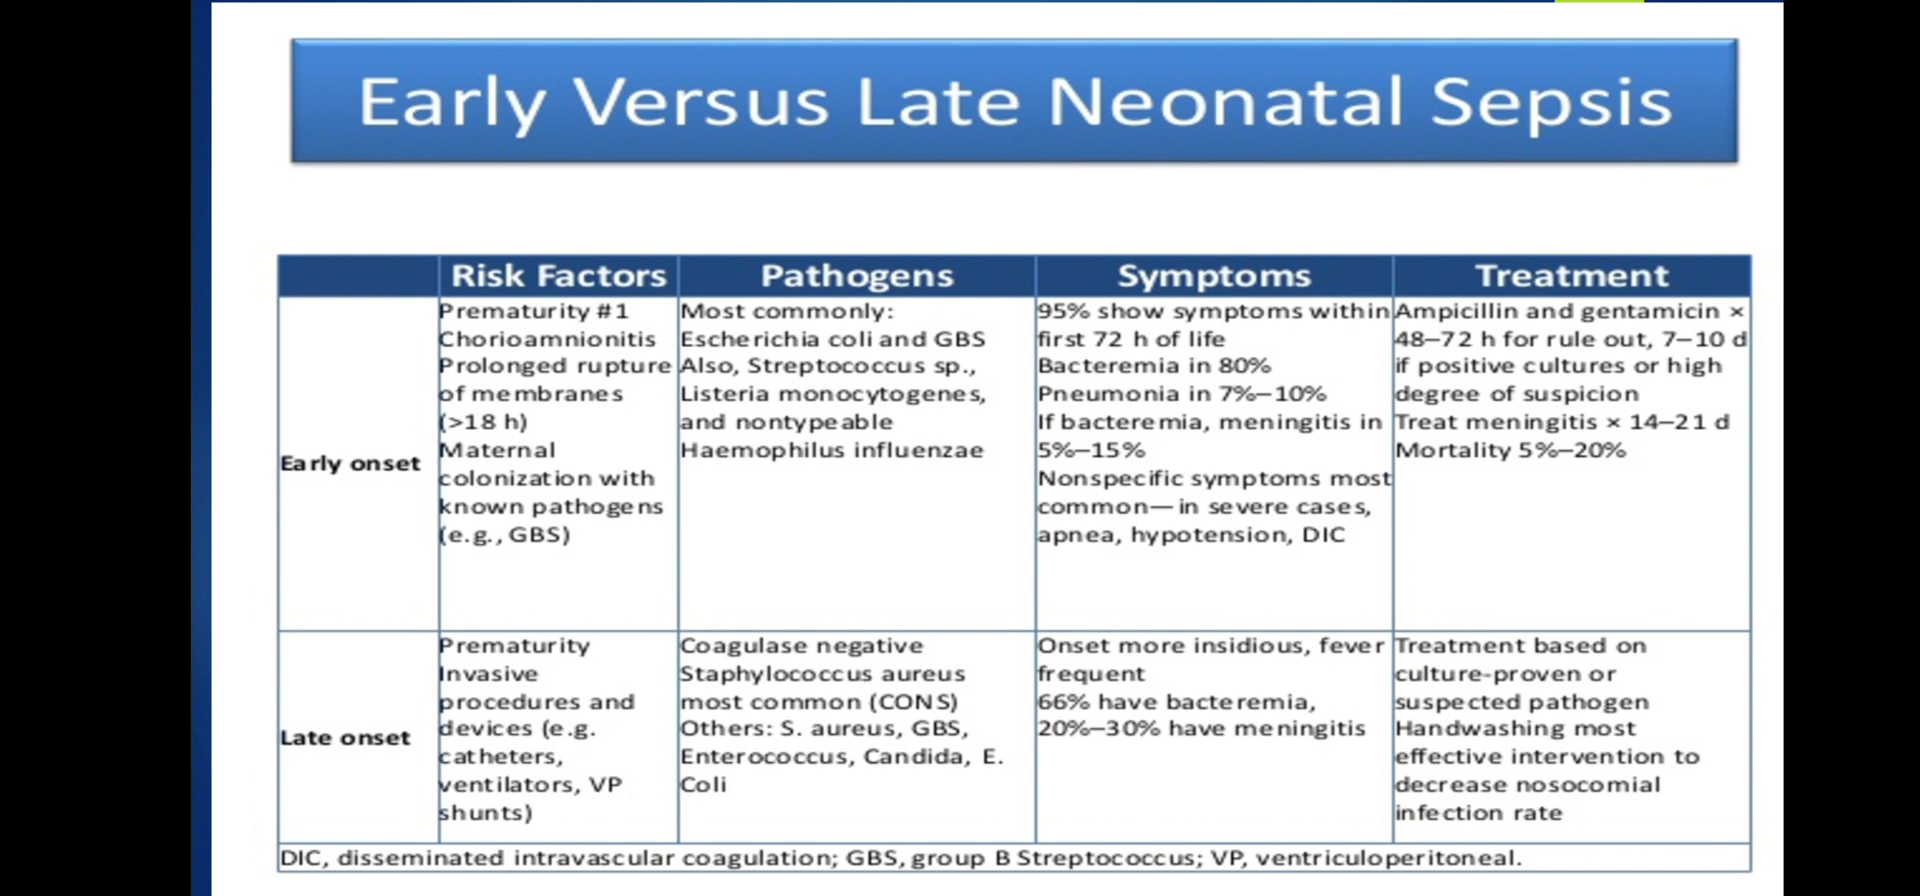 Early Versus Late Neonatal Sepsis
Risk Factors
Pathogens
Symptoms
Treatment
Early onset
Prematurity #1
Chorioamnionitis
Prolonged rupture
of membranes
(>18 h)
Maternal
colonization with
known pathogens
(e.g., GBS)
Most commonly:
Escherichia coli and GBS
Also, Streptococcus sp.,
Listeria monocytogenes,
and nontypeable
Haemophilus influenzae
95% show symptoms within
first 72 h of life
Bacteremia in 80%
Pneumonia in 7%–10%
If bacteremia, meningitis in
5%–15%
Nonspecific symptoms most
common—in severe cases,
apnea, hypotension, DIC
Ampicillin and gentamicin ×
48–72 h for rule out, 7–10 d
if positive cultures or high
degree of suspicion
Treat meningitis × 14–21 d
Mortality 5%–20%
Late onset
Prematurity
Invasive
procedures and
devices (e.g.
catheters,
ventilators, VP
shunts)
Coagulase negative
Staphylococcus aureus
most common (CONS)
Others: S. aureus, GBS,
Enterococcus, Candida, E.
Coli
Onset more insidious, fever
frequent
66% have bacteremia,
20%–30% have meningitis
Treatment based on
culture-proven or
suspected pathogen
Handwashing most
effective intervention to
decrease nosocomial
infection rate
DIC, disseminated intravascular coagulation; GBS, group B Streptococcus; VP, ventriculoperitoneal.